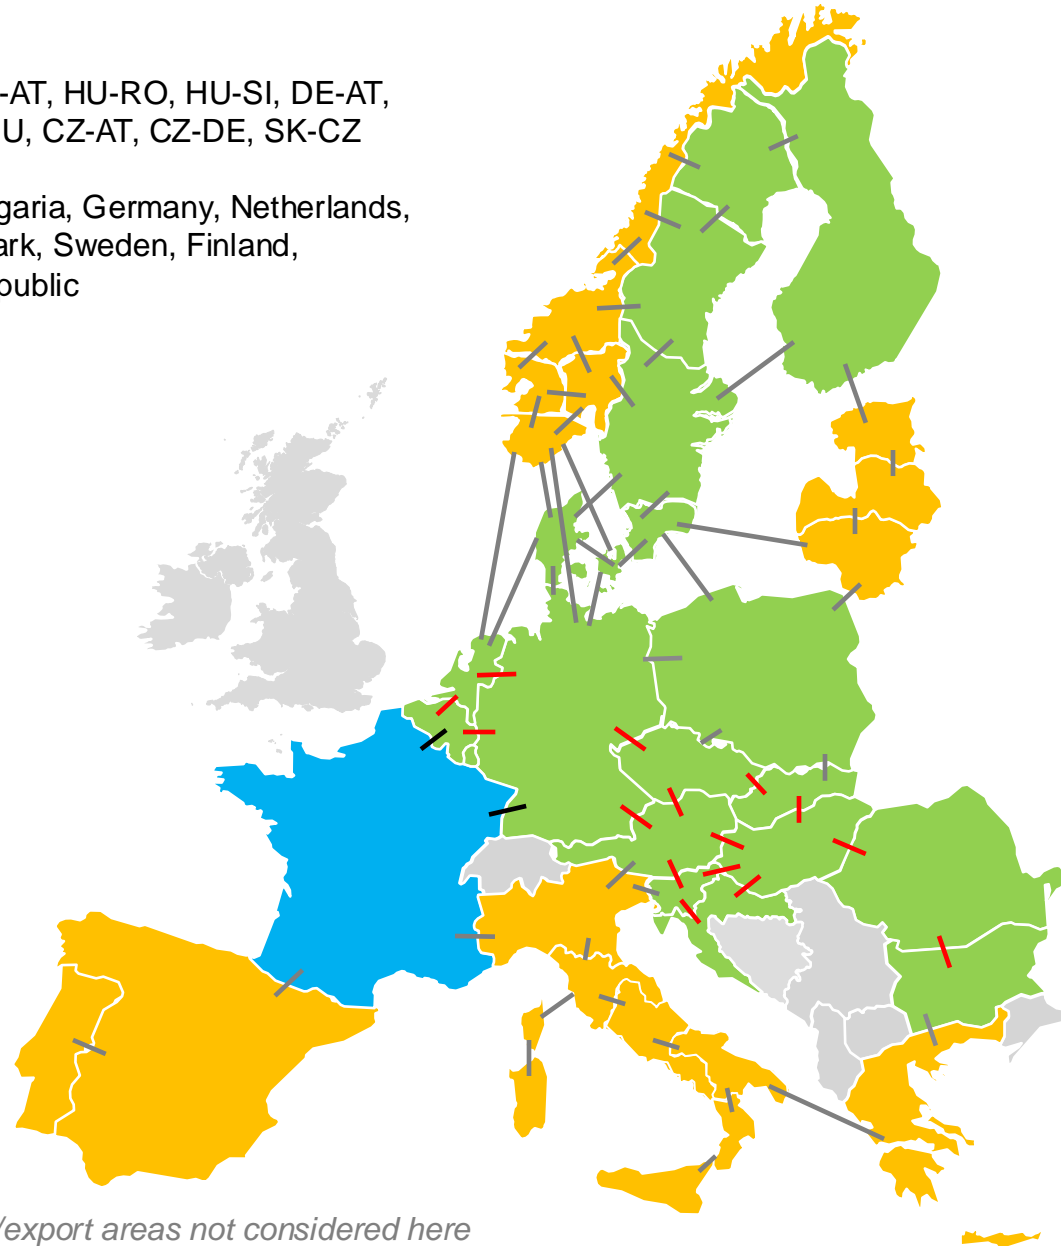 -AT, HU-RO, HU-SI, DE-AT,
U, CZ-AT, CZ-DE, SK-CZ
garia, Germany, Netherlands,
ark, Sweden, Finland,
public
/export areas not considered here